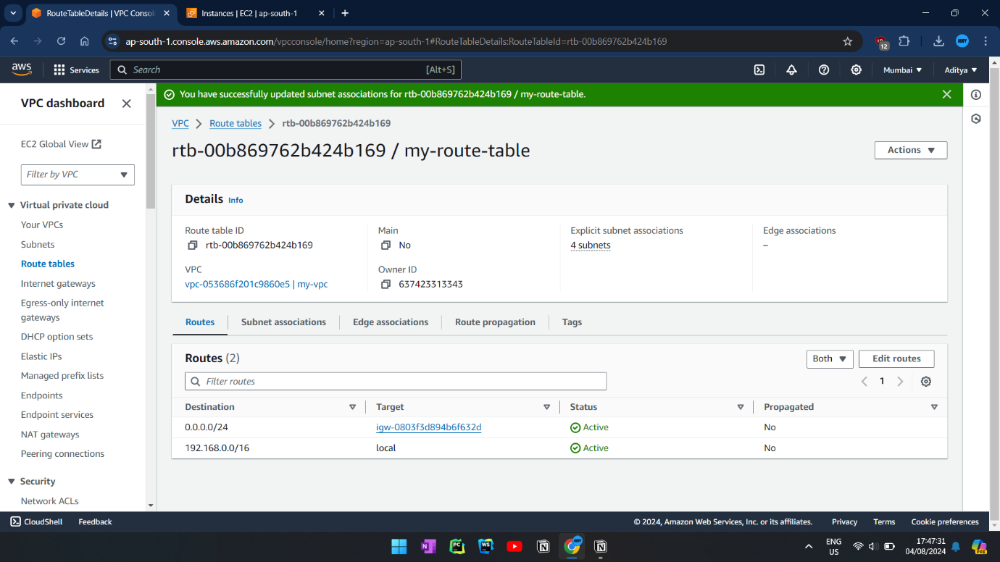 RouteTableDetails | VPC Conso
Instances | EC2 | ap-south-1
ap-south-1.console.aws.amazon.com/vpcconsole/home?region=ap-south-1#RouteTableDetails:RouteTableId=rtb-00b869762b424b169
12
ADDY
aws
Services
Search
[Alt+S]
Mumbai
Aditya
VPC dashboard
EC2 Global View
Filter by VPC
Virtual private cloud
Your VPCs
Subnets
Route tables
Internet gateways
Egress-only internet
gateways
DHCP option sets
Elastic IPs
Managed prefix lists
Endpoints
Endpoint services
NAT gateways
Peering connections
Security
Network ACLs
You have successfully updated subnet associations for rtb-00b869762b424b169 / my-route-table.
VPC
Route tables
rtb-00b869762b424b169
rtb-00b869762b424b169 / my-route-table
Actions
Details Info
Route table ID
rtb-00b869762b424b169
Main
No
Explicit subnet associations
4 subnets
Edge associations
–
VPC
vpc-053686f201c9860e5 | my-vpc
Owner ID
637423313343
Routes
Subnet associations
Edge associations
Route propagation
Tags
Routes (2)
Both
Edit routes
Filter routes
1
Destination
Target
Status
Propagated
0.0.0.0/24
igw-0803f3d894b6f632d
Active
No
192.168.0.0/16
local
Active
No
CloudShell
Feedback
© 2024, Amazon Web Services, Inc. or its affiliates.
Privacy
Terms
Cookie preferences
ENG
US
17:47:31
04/08/2024
PRE